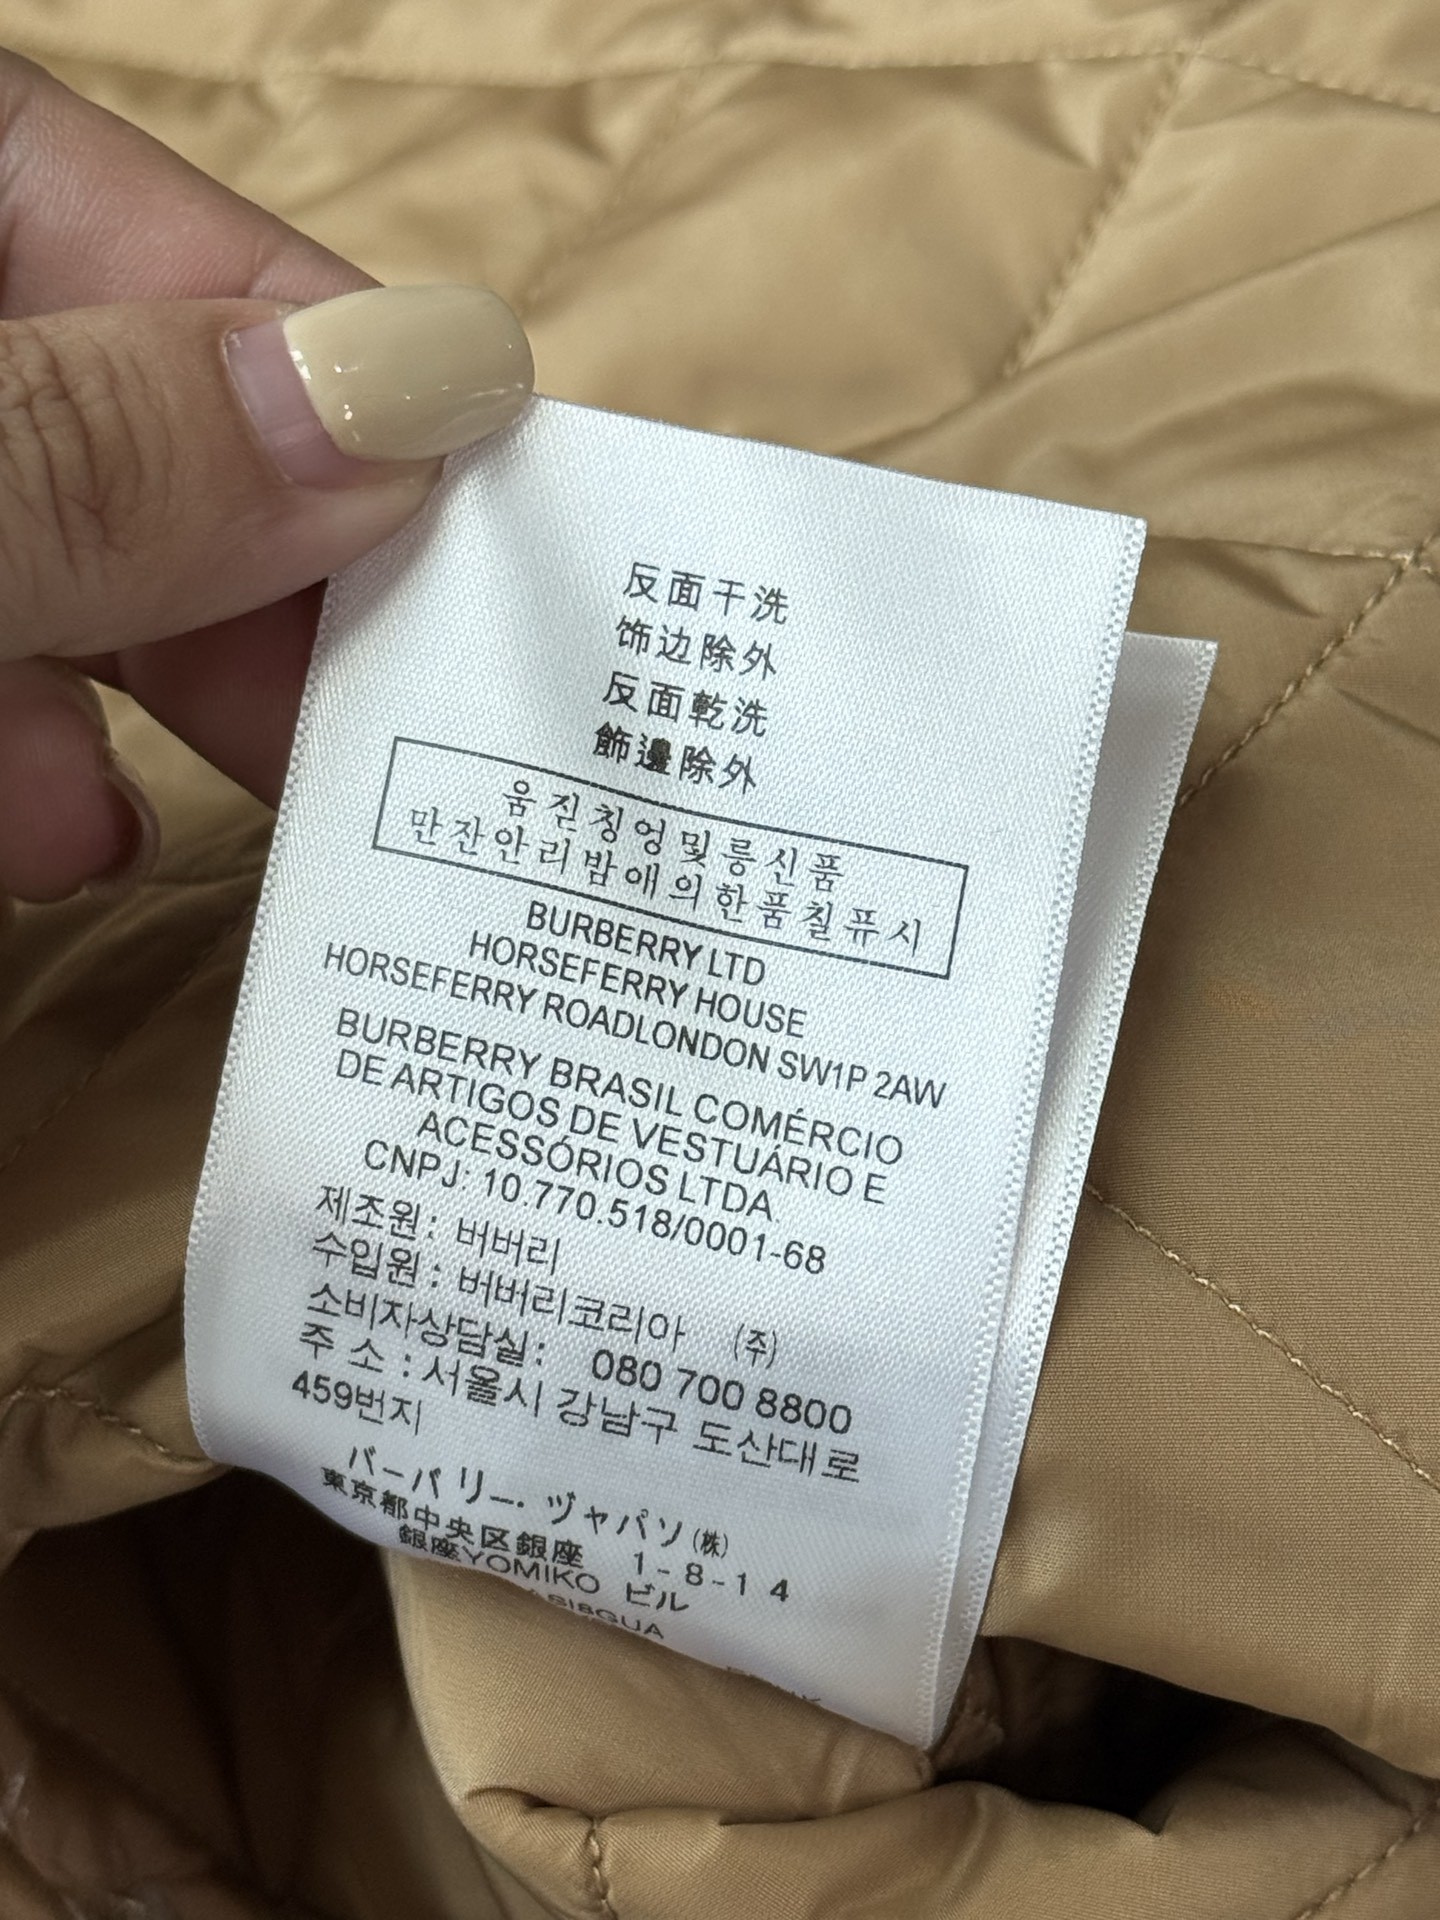 反面干洗
饰边除外
反面乾洗
飾邊除外
움진칭엉및룽신품
만잔안리밤애의한품칠퓨시
BURBERRY LTD
HORSEFERRY HOUSE
HORSEFERRY ROADLONDON SW1P 2AW
BURBERRY BRASIL COMÉRCIO
DE ARTIGOS DE VESTUÁRIO E
ACESSÓRIOS LTDA.
CNPJ: 10.770.518/0001-68
제조원: 버버리
수입원: 버버리코리아 (주)
소비자상담실: 080 700 8800
주 소: 서울시 강남구 도산대로
459번지
バーバリー・ヅャパソ(株)
東京都中央区銀座 1-8-14
銀座YOMIKO ビル